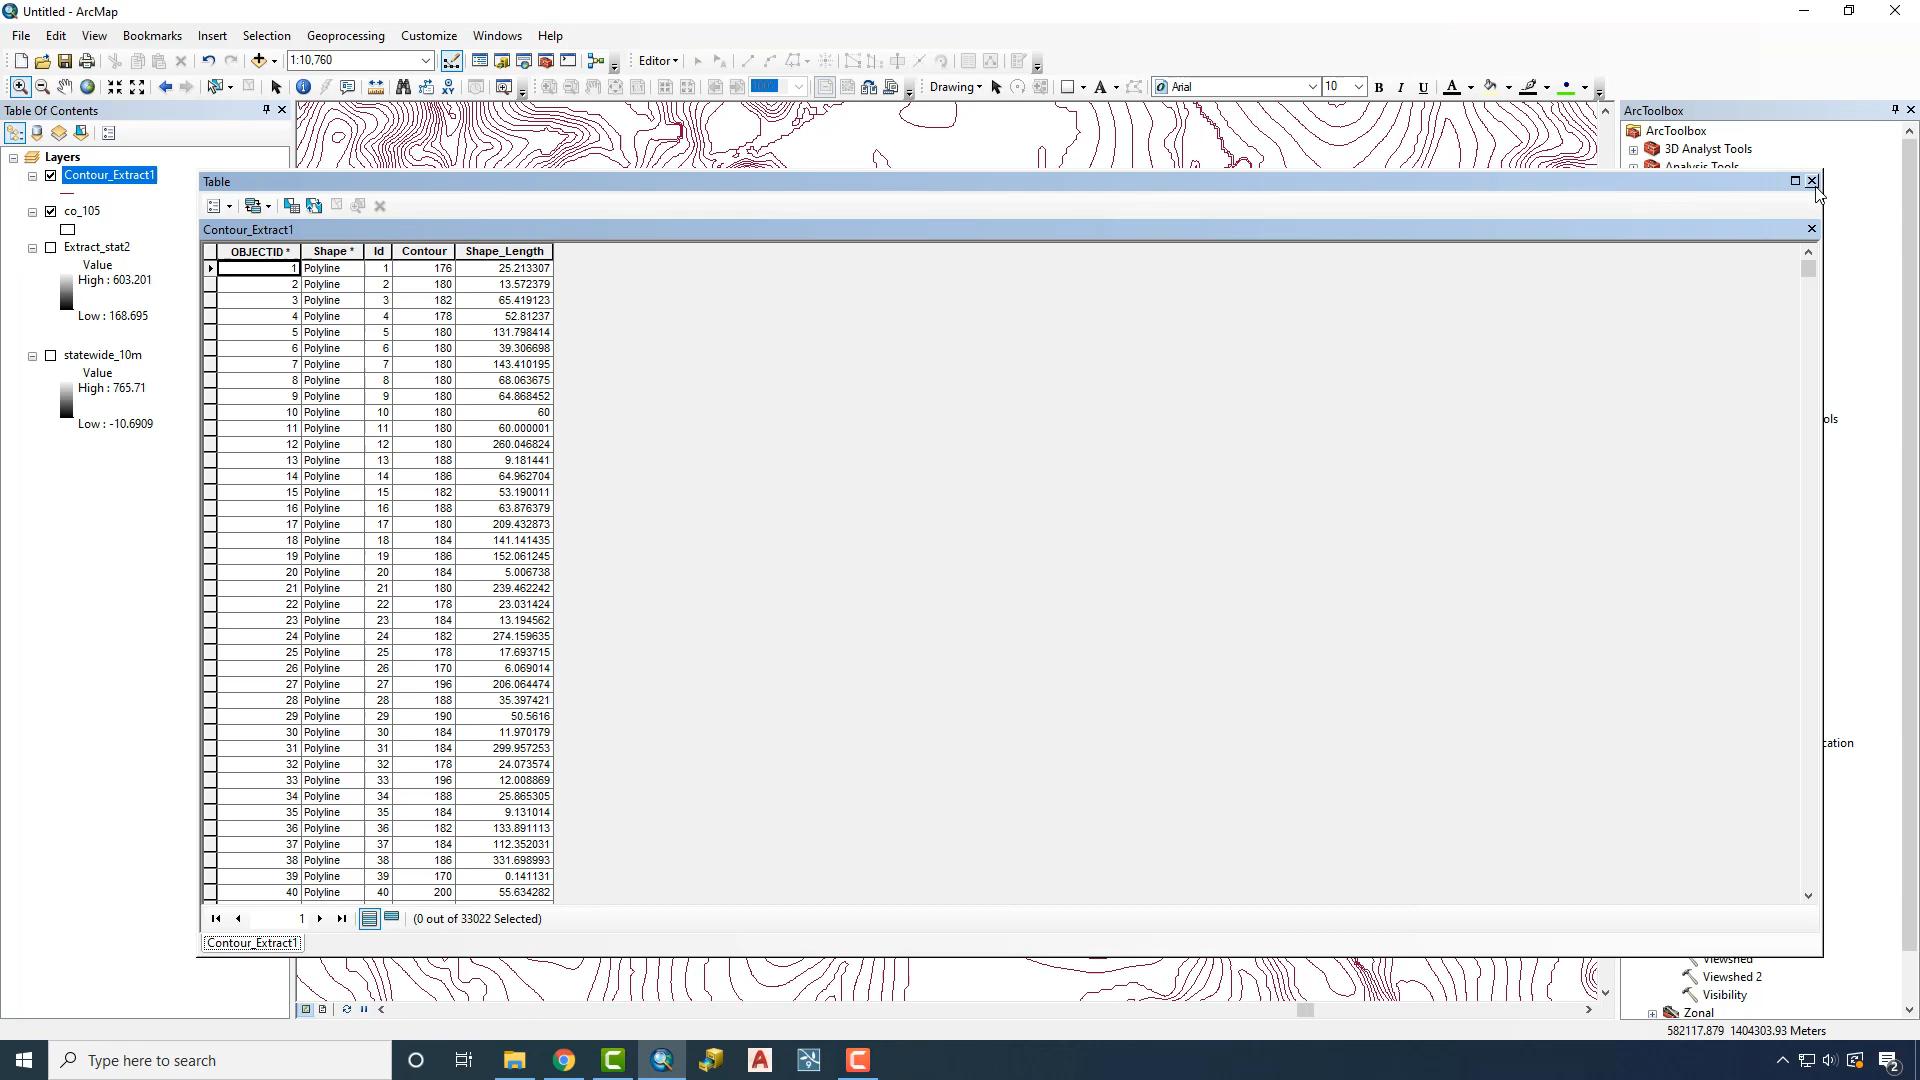 Untitled - ArcMap
File Edit View Bookmarks Insert Selection Geoprocessing Customize Windows Help
1:10,760 Editor
Drawing Arial 10 B I U A
Table Of Contents
ArcToolbox
Layers
Contour_Extract1
co_105
Extract_stat2
Value
High : 603.201
Low : 168.695
statewide_10m
Value
High : 765.71
Low : -10.6909
ArcToolbox
3D Analyst Tools
Analysis Tools
Table
Contour_Extract1
OBJECTID * Shape * Id Contour Shape_Length
1 Polyline 1 176 25.213307
2 Polyline 2 180 13.572379
3 Polyline 3 182 65.419123
4 Polyline 4 178 52.81237
5 Polyline 5 180 131.798414
6 Polyline 6 180 39.306698
7 Polyline 7 180 143.410195
8 Polyline 8 180 68.063675
9 Polyline 9 180 64.868452
10 Polyline 10 180 60
11 Polyline 11 180 60.000001
12 Polyline 12 180 260.046824
13 Polyline 13 188 9.181441
14 Polyline 14 186 64.962704
15 Polyline 15 182 53.190011
16 Polyline 16 188 63.876379
17 Polyline 17 180 209.432873
18 Polyline 18 184 141.141435
19 Polyline 19 186 152.061245
20 Polyline 20 184 5.006738
21 Polyline 21 180 239.462242
22 Polyline 22 178 23.031424
23 Polyline 23 184 13.194562
24 Polyline 24 182 274.159635
25 Polyline 25 178 17.693715
26 Polyline 26 170 6.069014
27 Polyline 27 196 206.064474
28 Polyline 28 188 35.397421
29 Polyline 29 190 50.5616
30 Polyline 30 184 11.970179
31 Polyline 31 184 299.957253
32 Polyline 32 178 24.073574
33 Polyline 33 196 12.008869
34 Polyline 34 188 25.865305
35 Polyline 35 184 9.131014
36 Polyline 36 182 133.891113
37 Polyline 37 184 112.352031
38 Polyline 38 186 331.698993
39 Polyline 39 170 0.141131
40 Polyline 40 200 55.634282
1 (0 out of 33022 Selected)
Contour_Extract1
ols
cation
Viewshed
Viewshed 2
Visibility
Zonal
582117.879 1404303.93 Meters
Type here to search
2